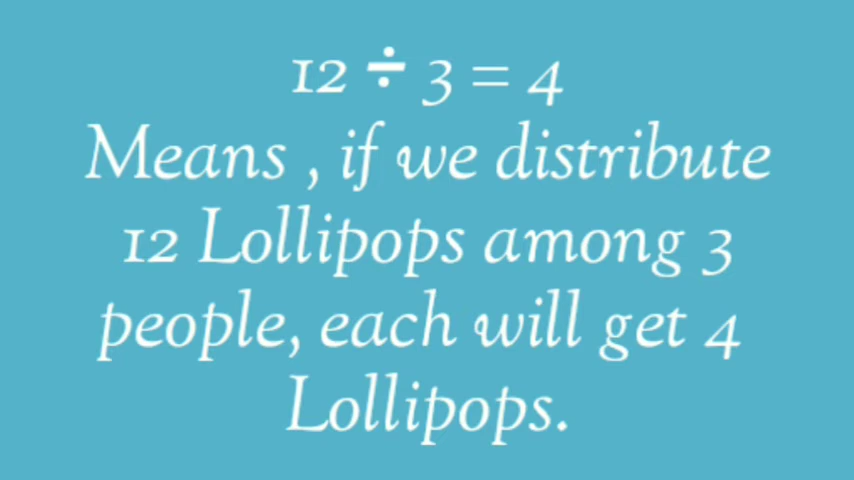 12 ÷ 3 = 4
Means , if we distribute
12 Lollipops among 3
people, each will get 4
Lollipops.